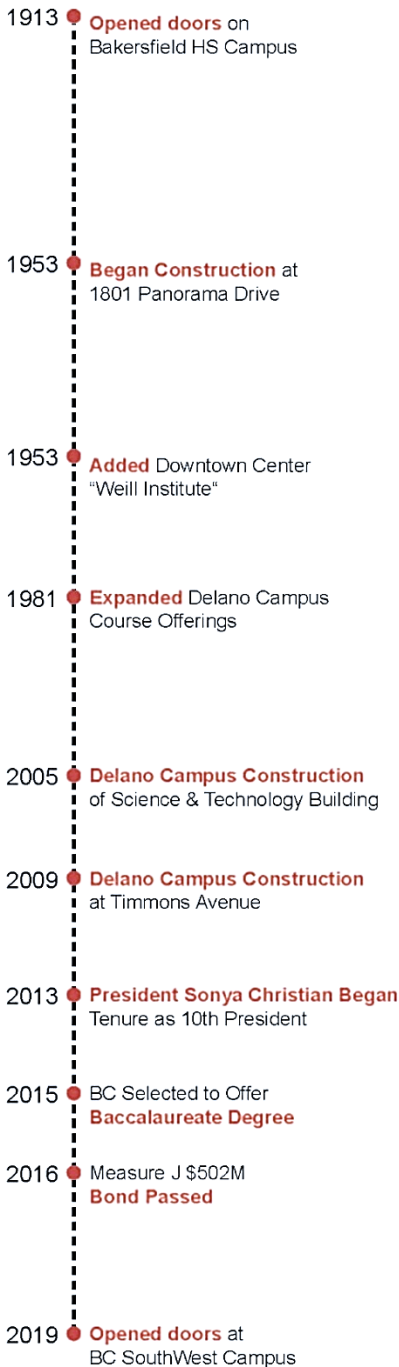 1913
Opened doors on
Bakersfield HS Campus
1953
Began Construction at
1801 Panorama Drive
1953
Added Downtown Center
“Weill Institute“
1981
Expanded Delano Campus
Course Offerings
2005
Delano Campus Construction
of Science & Technology Building
2009
Delano Campus Construction
at Timmons Avenue
2013
President Sonya Christian Began
Tenure as 10th President
2015
BC Selected to Offer
Baccalaureate Degree
2016
Measure J $502M
Bond Passed
2019
Opened doors at
BC SouthWest Campus